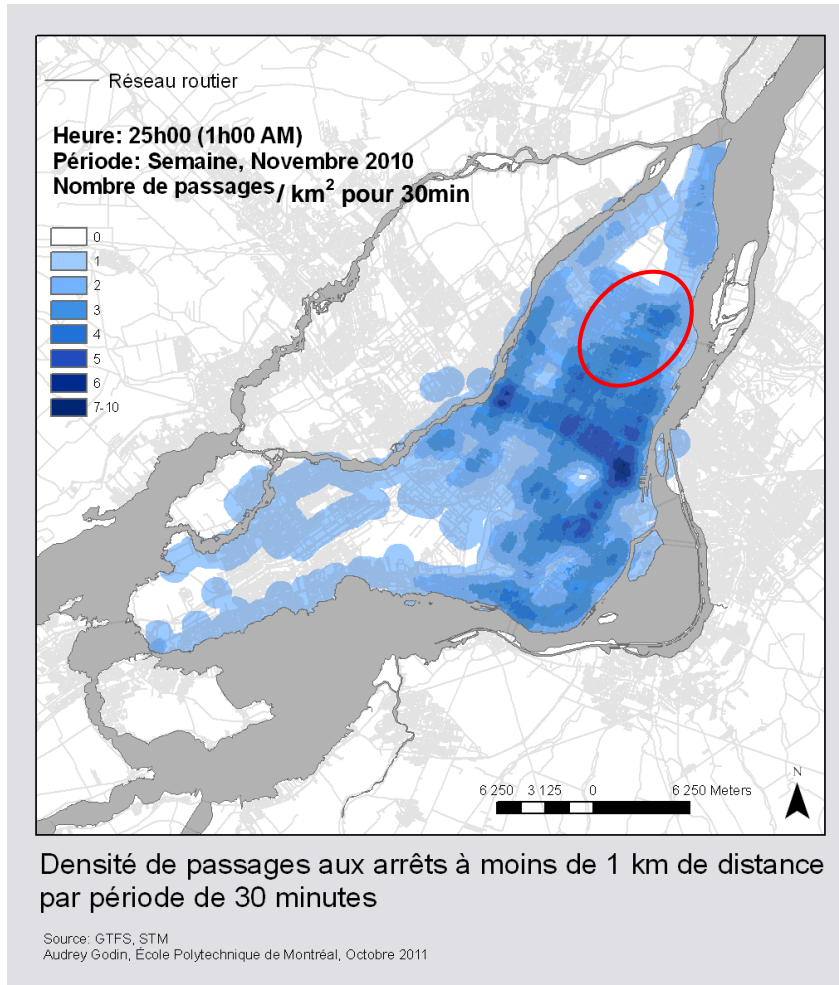 Réseau routier
Heure: 25h00 (1h00 AM)
Période: Semaine, Novembre 2010
Nombre de passages / km² pour 30min
0
1
2
3
4
5
6
7-10
N
6 250 3 125 0 6 250 Meters
Densité de passages aux arrêts à moins de 1 km de distance
par période de 30 minutes
Source: GTFS, STM
Audrey Godin, École Polytechnique de Montréal, Octobre 2011